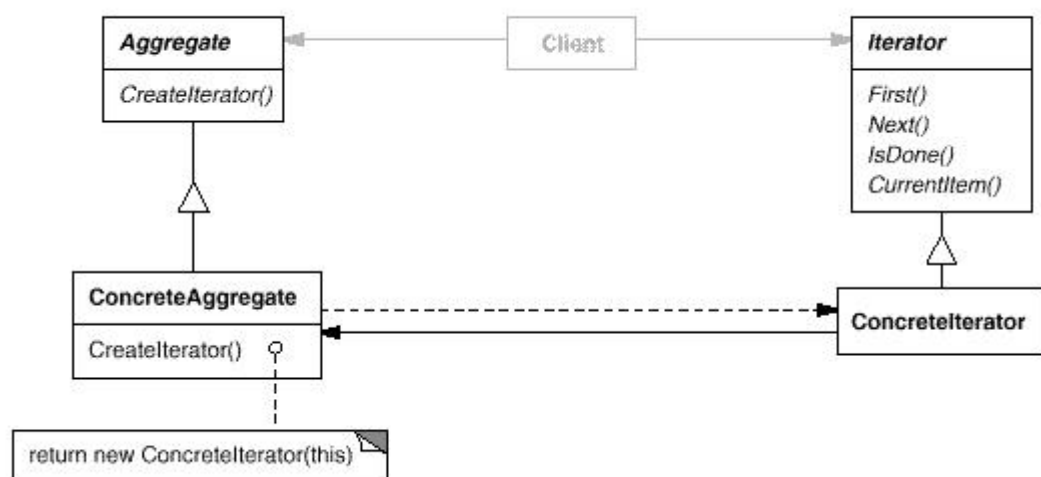 Aggregate
CreateIterator()
Client
Iterator
First()
Next()
IsDone()
CurrentItem()
ConcreteAggregate
CreateIterator()
ConcreteIterator
return new ConcreteIterator(this)